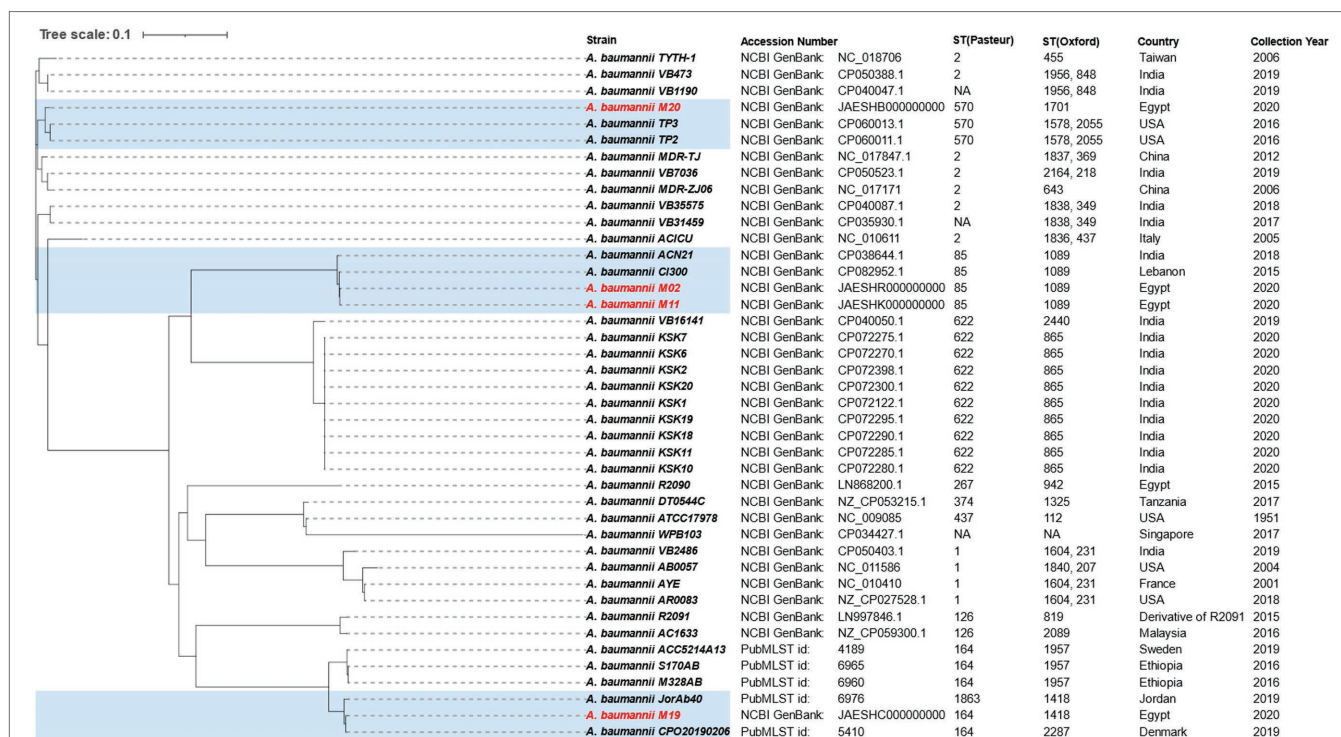 Tree scale: 0.1
Strain Accession Number ST(Pasteur) ST(Oxford) Country Collection Year
A. baumannii TYTH-1 NCBI GenBank: NC_018706 2 455 Taiwan 2006
A. baumannii VB473 NCBI GenBank: CP050388.1 2 1956, 848 India 2019
A. baumannii VB1190 NCBI GenBank: CP040047.1 NA 1956, 848 India 2019
A. baumannii M20 NCBI GenBank: JAESHB000000000 570 1701 Egypt 2020
A. baumannii TP3 NCBI GenBank: CP060013.1 570 1578, 2055 USA 2016
A. baumannii TP2 NCBI GenBank: CP060011.1 570 1578, 2055 USA 2016
A. baumannii MDR-TJ NCBI GenBank: NC_017847.1 2 1837, 369 China 2012
A. baumannii VB7036 NCBI GenBank: CP050523.1 2 2164, 218 India 2019
A. baumannii MDR-ZJ06 NCBI GenBank: NC_017171 2 643 China 2006
A. baumannii VB35575 NCBI GenBank: CP040087.1 2 1838, 349 India 2018
A. baumannii VB31459 NCBI GenBank: CP035930.1 NA 1838, 349 India 2017
A. baumannii ACICU NCBI GenBank: NC_010611 2 1836, 437 Italy 2005
A. baumannii ACN21 NCBI GenBank: CP038644.1 85 1089 India 2018
A. baumannii CI300 NCBI GenBank: CP082952.1 85 1089 Lebanon 2015
A. baumannii M02 NCBI GenBank: JAESHR000000000 85 1089 Egypt 2020
A. baumannii M11 NCBI GenBank: JAESHK000000000 85 1089 Egypt 2020
A. baumannii VB16141 NCBI GenBank: CP040050.1 622 2440 India 2019
A. baumannii KSK7 NCBI GenBank: CP072275.1 622 865 India 2020
A. baumannii KSK6 NCBI GenBank: CP072270.1 622 865 India 2020
A. baumannii KSK2 NCBI GenBank: CP072398.1 622 865 India 2020
A. baumannii KSK20 NCBI GenBank: CP072300.1 622 865 India 2020
A. baumannii KSK1 NCBI GenBank: CP072122.1 622 865 India 2020
A. baumannii KSK19 NCBI GenBank: CP072295.1 622 865 India 2020
A. baumannii KSK18 NCBI GenBank: CP072290.1 622 865 India 2020
A. baumannii KSK11 NCBI GenBank: CP072285.1 622 865 India 2020
A. baumannii KSK10 NCBI GenBank: CP072280.1 622 865 India 2020
A. baumannii R2090 NCBI GenBank: LN868200.1 267 942 Egypt 2015
A. baumannii DT0544C NCBI GenBank: NZ_CP053215.1 374 1325 Tanzania 2017
A. baumannii ATCC17978 NCBI GenBank: NC_009085 437 112 USA 1951
A. baumannii WPB103 NCBI GenBank: CP034427.1 NA NA Singapore 2017
A. baumannii VB2486 NCBI GenBank: CP050403.1 1 1604, 231 India 2019
A. baumannii AB0057 NCBI GenBank: NC_011586 1 1840, 207 USA 2004
A. baumannii AYE NCBI GenBank: NC_010410 1 1604, 231 France 2001
A. baumannii AR0083 NCBI GenBank: NZ_CP027528.1 1 1604, 231 USA 2018
A. baumannii R2091 NCBI GenBank: LN997846.1 126 819 Derivative of R2091 2015
A. baumannii AC1633 NCBI GenBank: NZ_CP059300.1 126 2089 Malaysia 2016
A. baumannii ACC5214A13 PubMLST id: 4189 164 1957 Sweden 2019
A. baumannii S170AB PubMLST id: 6965 164 1957 Ethiopia 2016
A. baumannii M328AB PubMLST id: 6960 164 1957 Ethiopia 2016
A. baumannii JorAb40 PubMLST id: 6976 1863 1418 Jordan 2019
A. baumannii M19 NCBI GenBank: JAESHC000000000 164 1418 Egypt 2020
A. baumannii CPO20190206 PubMLST id: 5410 164 2287 Denmark 2019